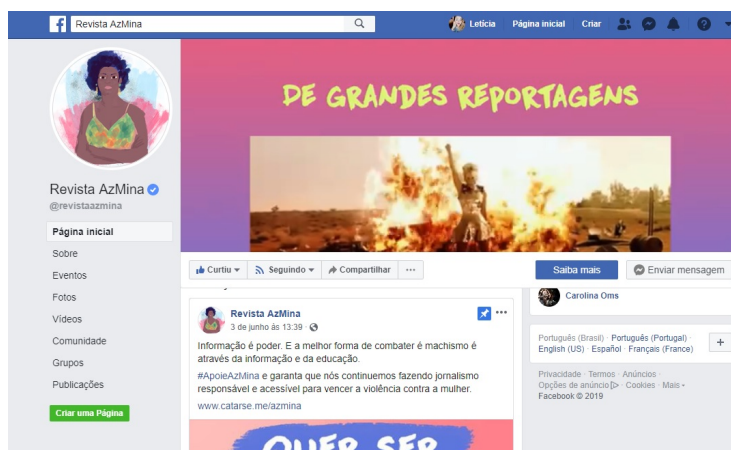 Revista AzMina
Letícia Página inicial Criar
DE GRANDES REPORTAGENS
Revista AzMina
@revistaazmina
Página inicial
Sobre
Eventos
Fotos
Vídeos
Comunidade
Grupos
Publicações
Criar uma Página
Curtiu Seguindo Compartilhar ...
Saiba mais Enviar mensagem
Revista AzMina
3 de junho às 13:39 ·
Informação é poder. E a melhor forma de combater é machismo é
através da informação e da educação.
#ApoieAzMina e garanta que nós continuemos fazendo jornalismo
responsável e acessível para vencer a violência contra a mulher.
www.catarse.me/azmina
QUER SER
Carolina Oms
Português (Brasil) · Português (Portugal) ·
English (US) · Español · Français (France)
Privacidade · Termos · Anúncios ·
Opções de anúncio · Cookies · Mais
Facebook © 2019